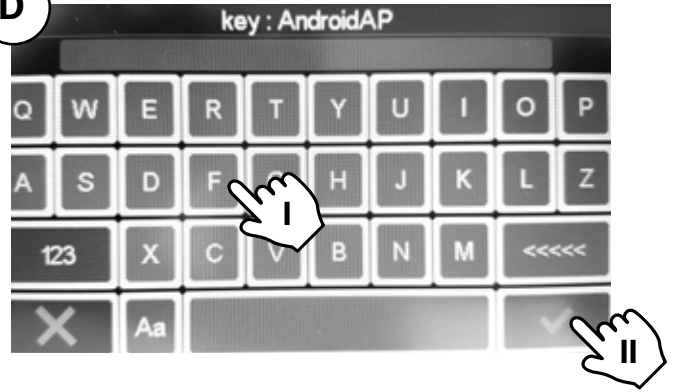 D
key : AndroidAP
Q W E R T Y U I O P
A S D F H J K L Z
I
123 X C V B N M <<<<<
Aa
II